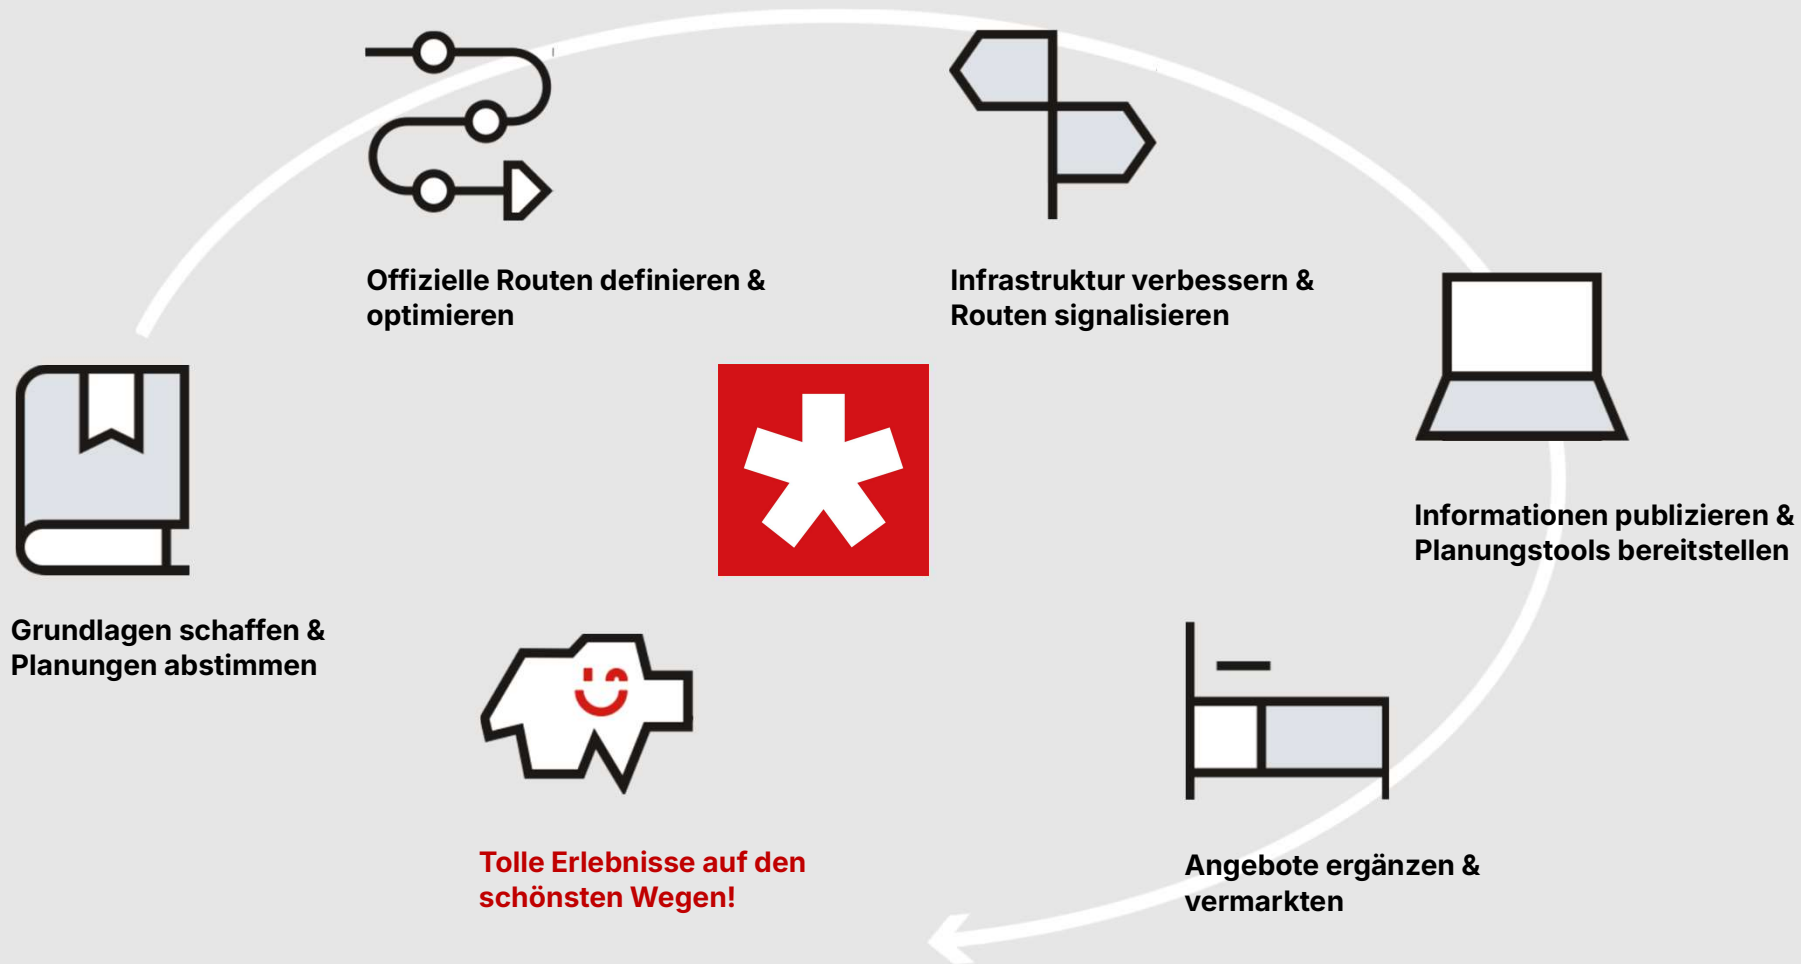 Offizielle Routen definieren &
optimieren
Infrastruktur verbessern &
Routen signalisieren
Informationen publizieren &
Planungstools bereitstellen
Grundlagen schaffen &
Planungen abstimmen
Tolle Erlebnisse auf den
schönsten Wegen!
Angebote ergänzen &
vermarkten